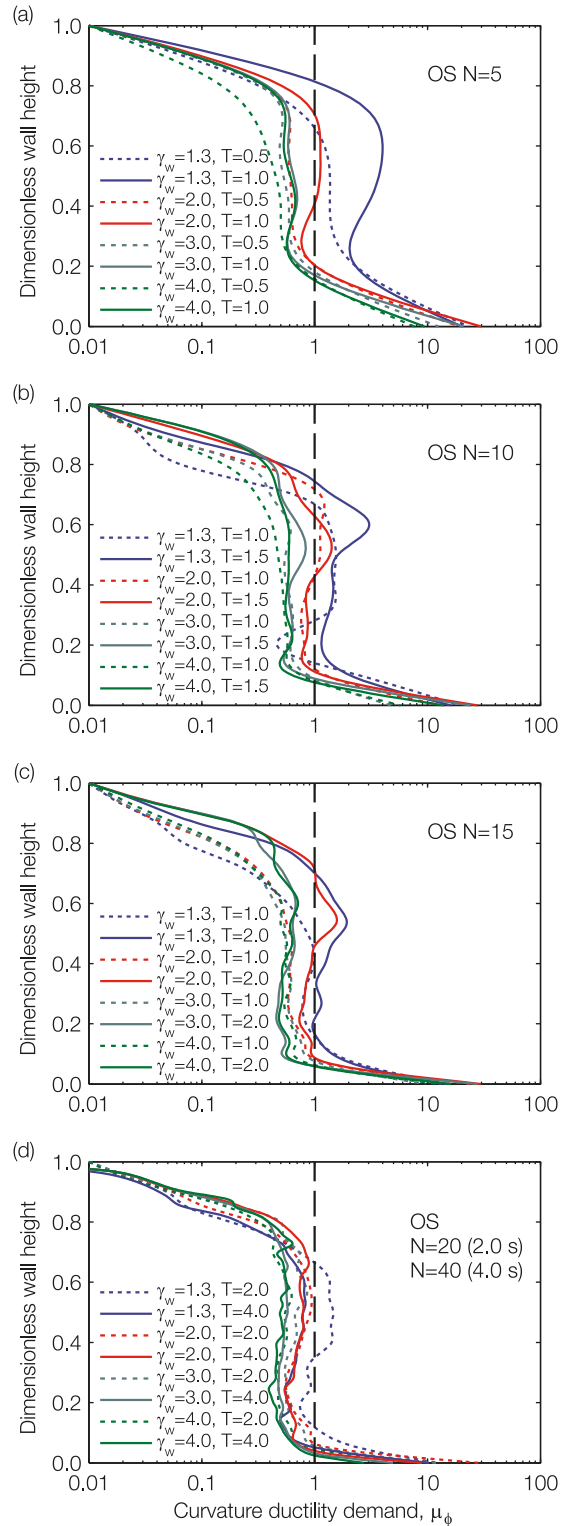 (a)
1.0
0.8
0.6
0.4
0.2
0.0
Dimensionless wall height
OS N=5
γw=1.3, T=0.5
γw=1.3, T=1.0
γw=2.0, T=0.5
γw=2.0, T=1.0
γw=3.0, T=0.5
γw=3.0, T=1.0
γw=4.0, T=0.5
γw=4.0, T=1.0
0.01 0.1 1 10 100
(b)
1.0
0.8
0.6
0.4
0.2
0.0
Dimensionless wall height
OS N=10
γw=1.3, T=1.0
γw=1.3, T=1.5
γw=2.0, T=1.0
γw=2.0, T=1.5
γw=3.0, T=1.0
γw=3.0, T=1.5
γw=4.0, T=1.0
γw=4.0, T=1.5
0.01 0.1 1 10 100
(c)
1.0
0.8
0.6
0.4
0.2
0.0
Dimensionless wall height
OS N=15
γw=1.3, T=1.0
γw=1.3, T=2.0
γw=2.0, T=1.0
γw=2.0, T=2.0
γw=3.0, T=1.0
γw=3.0, T=2.0
γw=4.0, T=1.0
γw=4.0, T=2.0
0.01 0.1 1 10 100
(d)
1.0
0.8
0.6
0.4
0.2
0.0
Dimensionless wall height
OS
N=20 (2.0 s)
N=40 (4.0 s)
γw=1.3, T=2.0
γw=1.3, T=4.0
γw=2.0, T=2.0
γw=2.0, T=4.0
γw=3.0, T=2.0
γw=3.0, T=4.0
γw=4.0, T=2.0
γw=4.0, T=4.0
0.01 0.1 1 10 100
Curvature ductility demand, μϕ